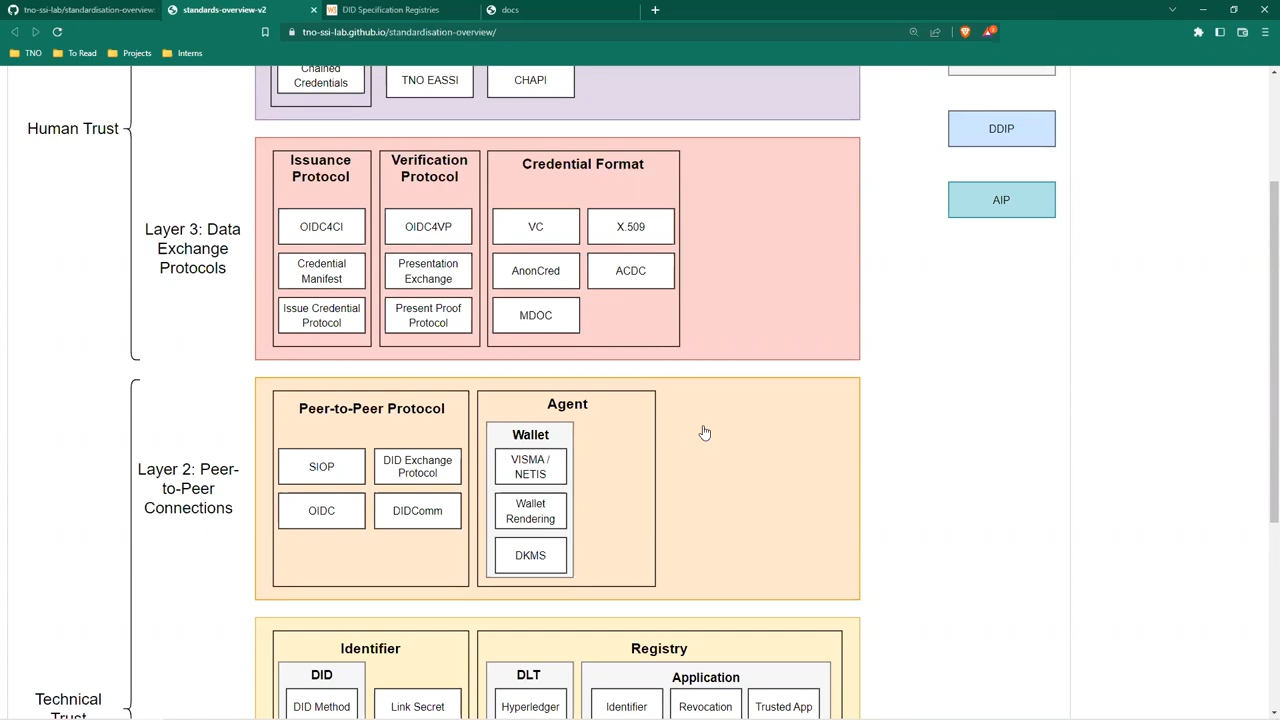 tno-ssi-lab/standardisation-overview
standards-overview-v2
DID Specification Registries
docs
tno-ssi-lab.github.io/standardisation-overview/
TNO
To Read
Projects
Interns
Chained
Credentials
TNO EASSI
CHAPI
Human Trust
DDIP
AIP
Layer 3: Data
Exchange
Protocols
Issuance
Protocol
OIDC4CI
Credential
Manifest
Issue Credential
Protocol
Verification
Protocol
OIDC4VP
Presentation
Exchange
Present Proof
Protocol
Credential Format
VC
X.509
AnonCred
ACDC
MDOC
Layer 2: Peer-
to-Peer
Connections
Peer-to-Peer Protocol
SIOP
DID Exchange
Protocol
OIDC
DIDComm
Agent
Wallet
VISMA /
NETIS
Wallet
Rendering
DKMS
Technical
Trust
Identifier
DID
DID Method
Link Secret
Registry
DLT
Hyperledger
Application
Identifier
Revocation
Trusted App